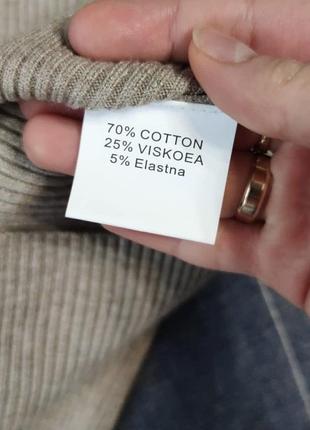 70% COTTON
25% VISKOEA
5% Elastna